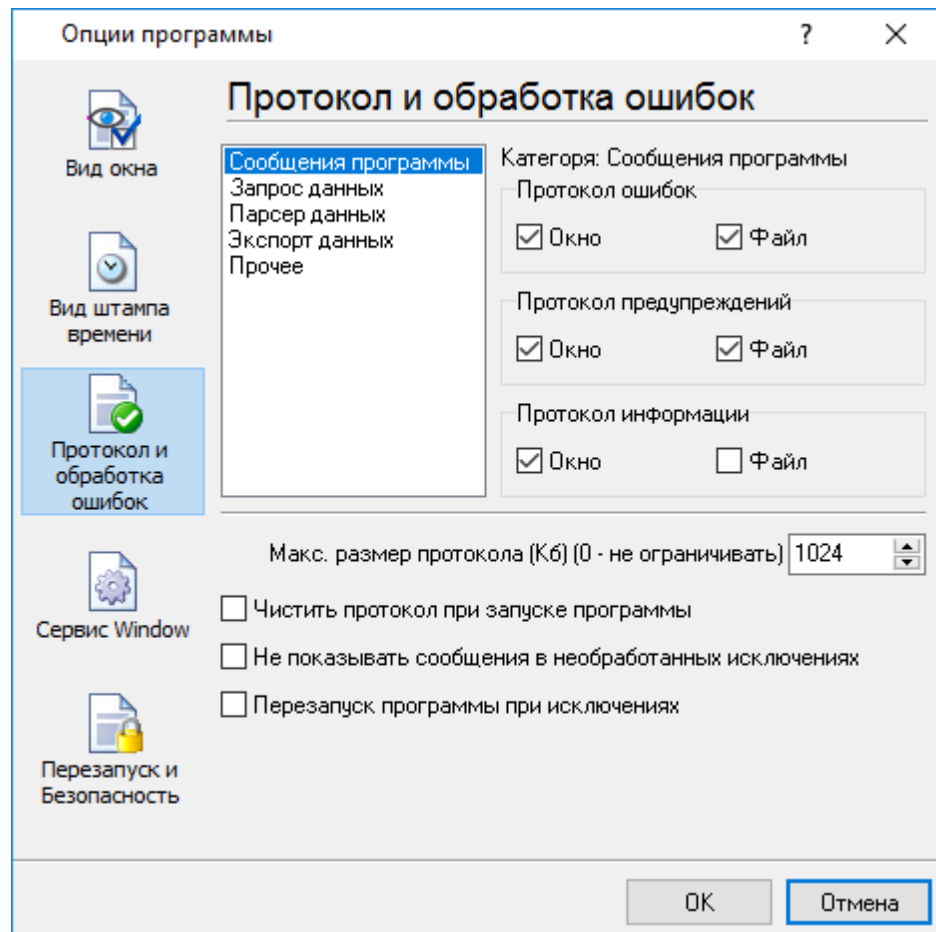 Опции программы
?
Вид окна
Вид штампа
времени
Протокол и
обработка
ошибок
Сервис Window
Перезапуск и
Безопасность
Протокол и обработка ошибок
Сообщения программы
Запрос данных
Парсер данных
Экспорт данных
Прочее
Категоря: Сообщения программы
Протокол ошибок
Окно Файл
Протокол предупреждений
Окно Файл
Протокол информации
Окно Файл
Макс. размер протокола (Кб) (0 - не ограничивать) 1024
Чистить протокол при запуске программы
Не показывать сообщения в необработанных исключениях
Перезапуск программы при исключениях
OK Отмена